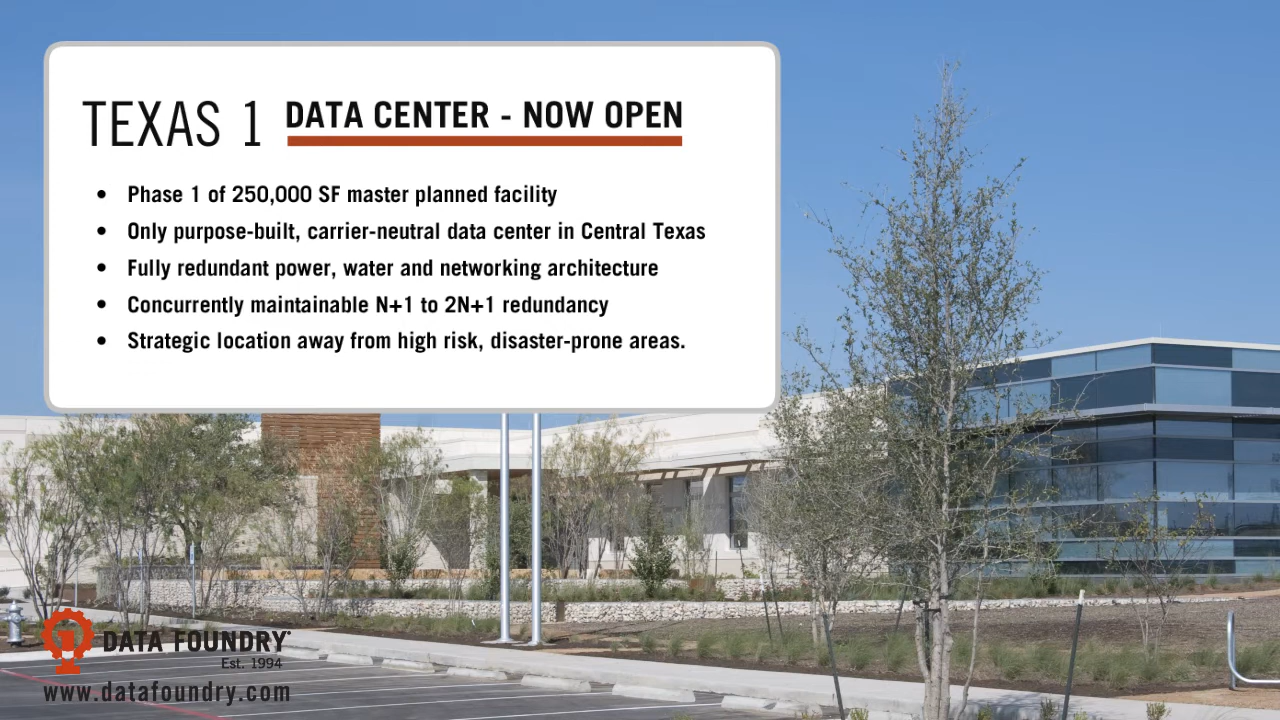 TEXAS 1 DATA CENTER - NOW OPEN
• Phase 1 of 250,000 SF master planned facility
• Only purpose-built, carrier-neutral data center in Central Texas
• Fully redundant power, water and networking architecture
• Concurrently maintainable N+1 to 2N+1 redundancy
• Strategic location away from high risk, disaster-prone areas.
DATA FOUNDRY
Est. 1994
www.datafoundry.com